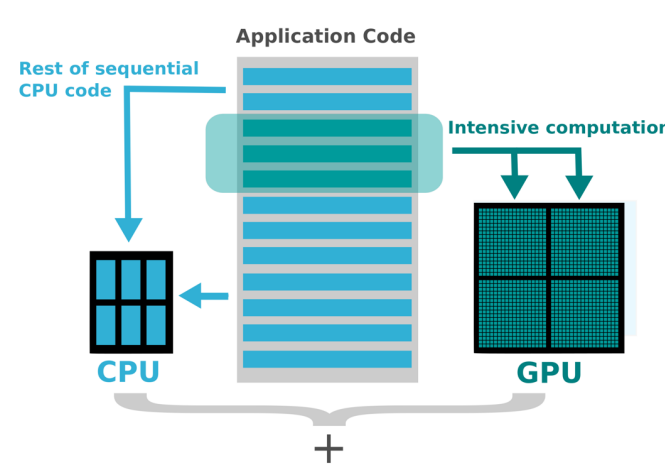 Application Code
Rest of sequential
CPU code
Intensive computation
CPU
GPU
+